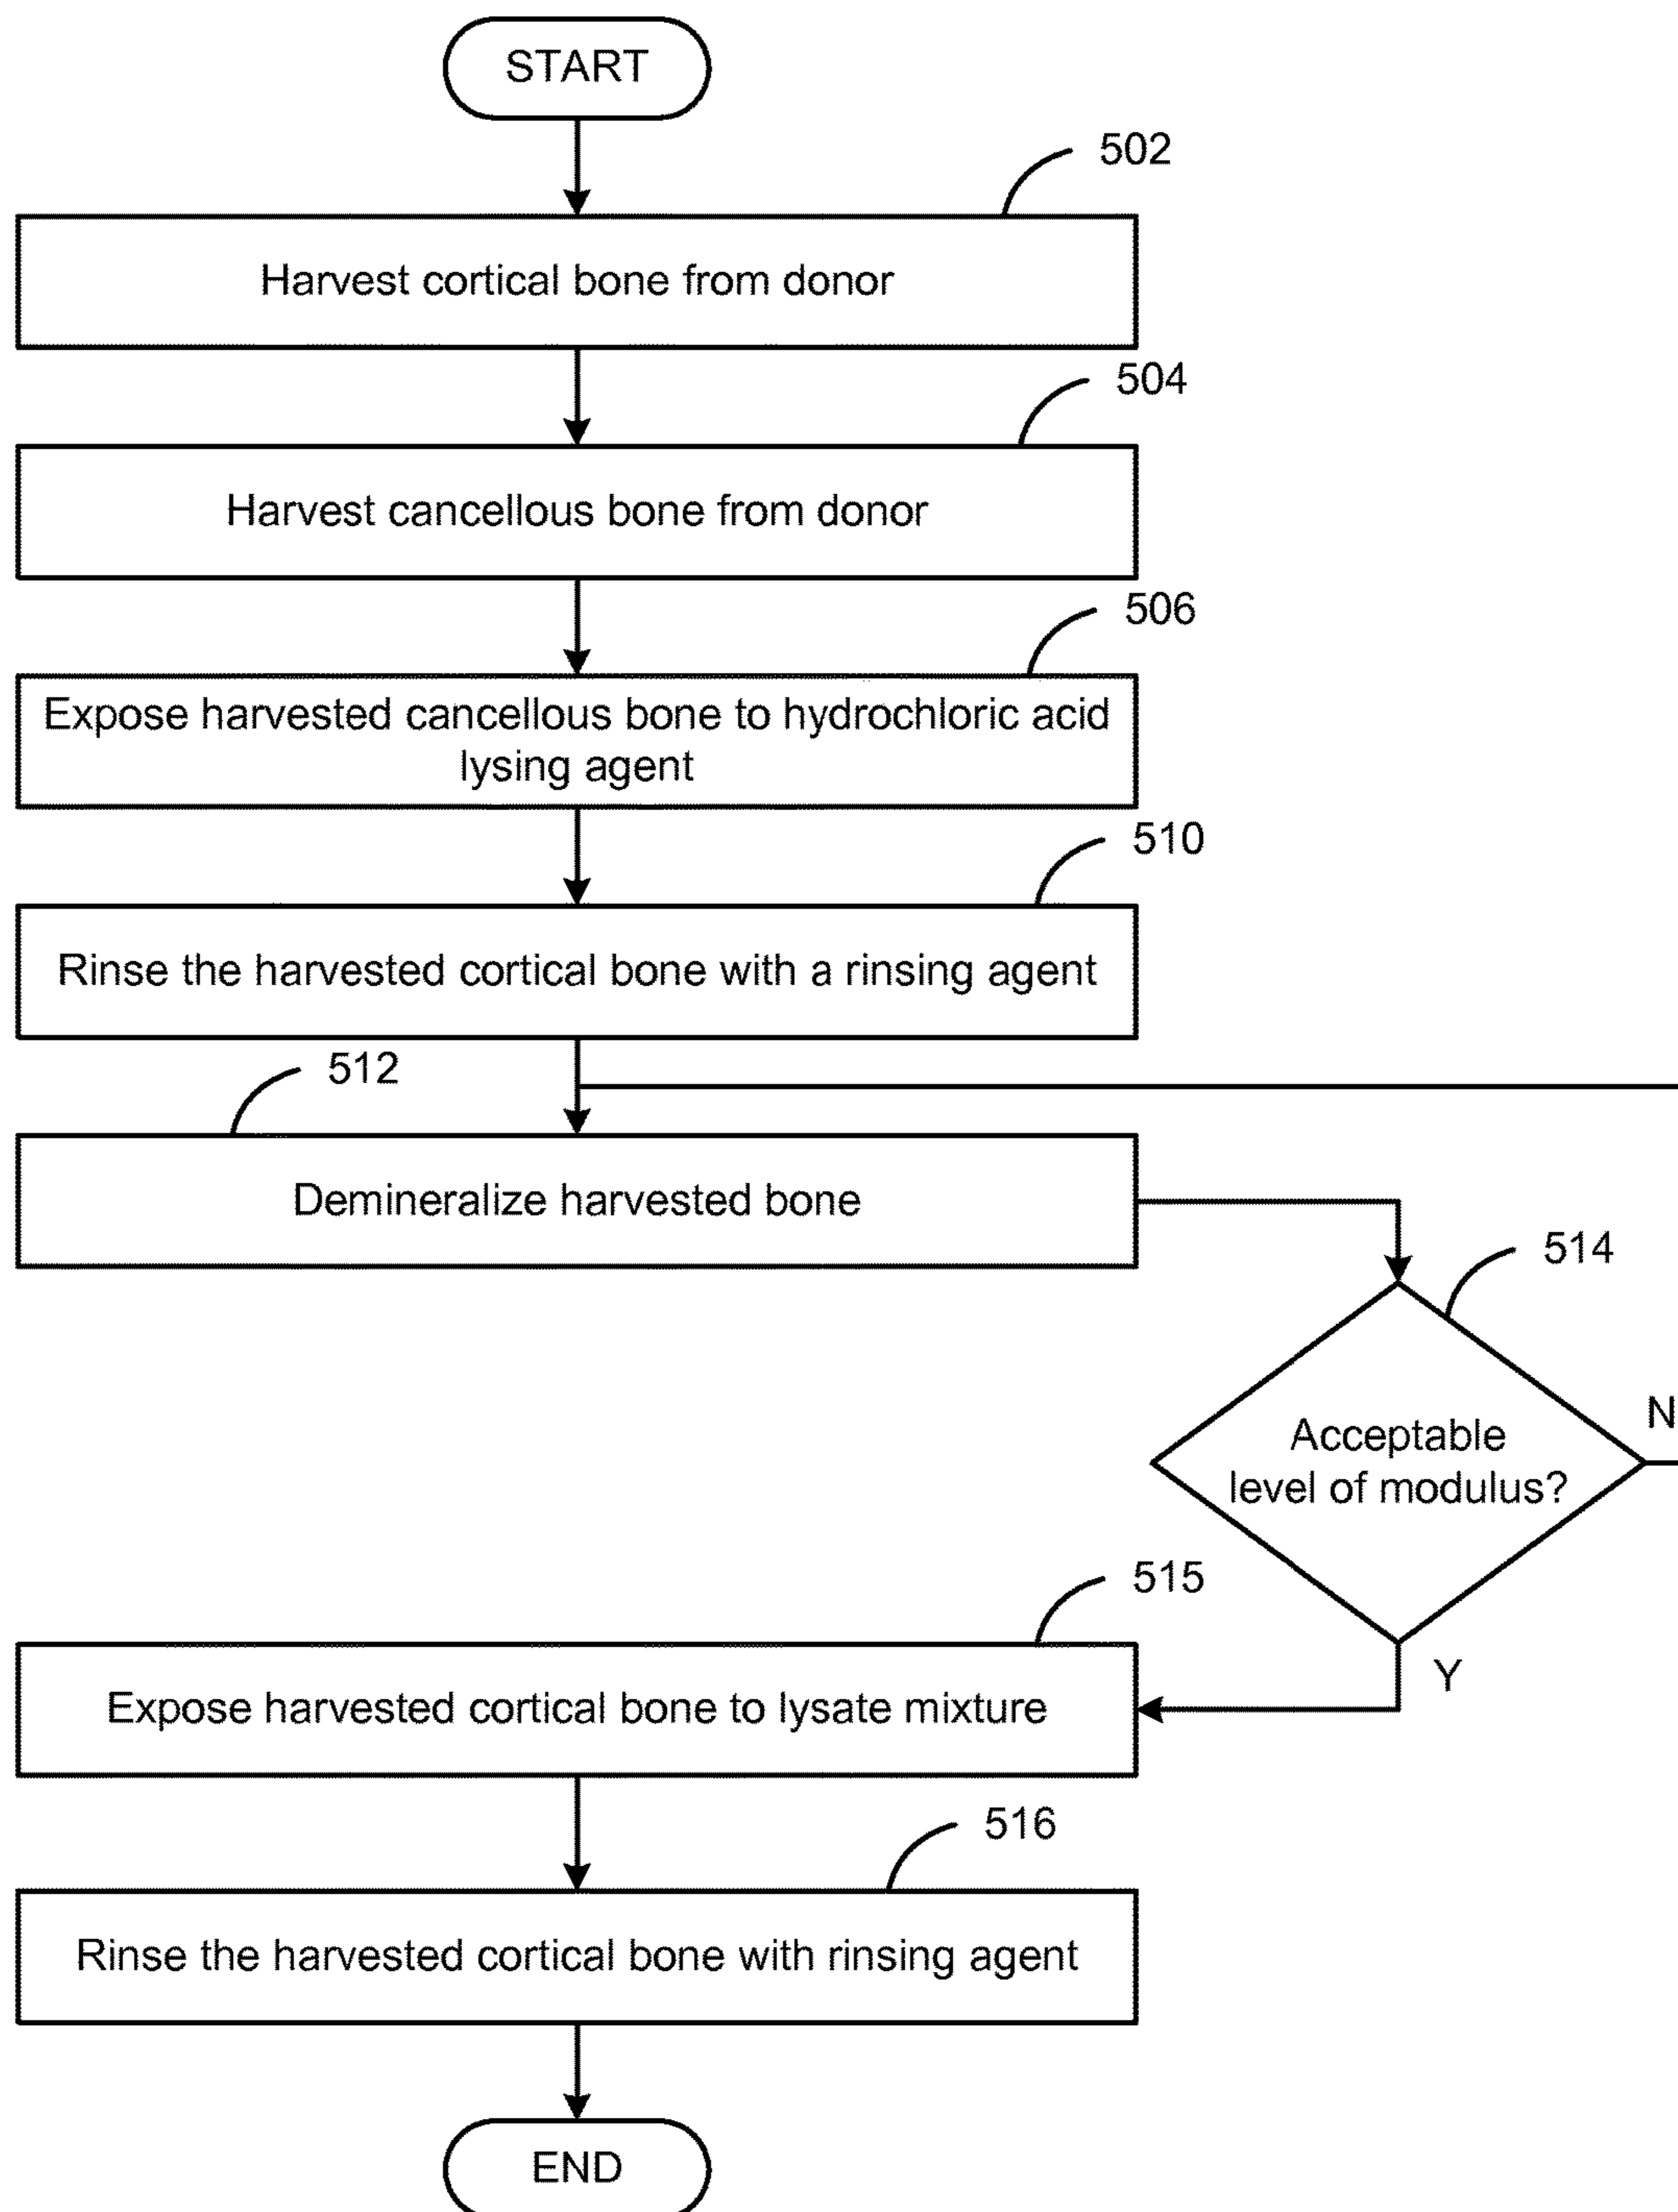 START
502
Harvest cortical bone from donor
504
Harvest cancellous bone from donor
506
Expose harvested cancellous bone to hydrochloric acid
lysing agent
510
Rinse the harvested cortical bone with a rinsing agent
512
Demineralize harvested bone
514
Acceptable
level of modulus?
N
Y
515
Expose harvested cortical bone to lysate mixture
516
Rinse the harvested cortical bone with rinsing agent
END